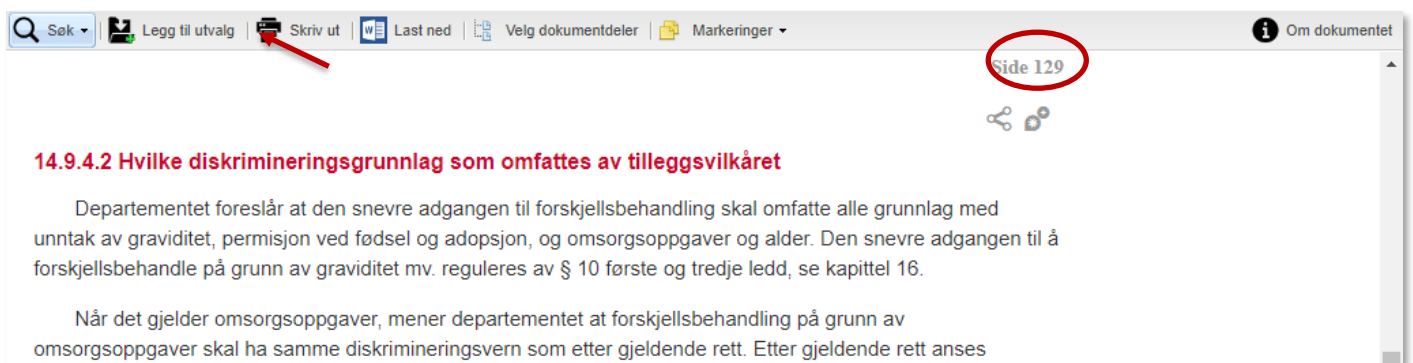 Søk Legg til utvalg Skriv ut Last ned Velg dokumentdeler Markeringer Om dokumentet
Side 129
14.9.4.2 Hvilke diskrimineringsgrunnlag som omfattes av tilleggsvilkåret
Departementet foreslår at den snevre adgangen til forskjellsbehandling skal omfatte alle grunnlag med
unntak av graviditet, permisjon ved fødsel og adopsjon, og omsorgsoppgaver og alder. Den snevre adgangen til å
forskjellsbehandle på grunn av graviditet mv. reguleres av § 10 første og tredje ledd, se kapittel 16.
Når det gjelder omsorgsoppgaver, mener departementet at forskjellsbehandling på grunn av
omsorgsoppgaver skal ha samme diskrimineringsvern som etter gjeldende rett. Etter gjeldende rett anses